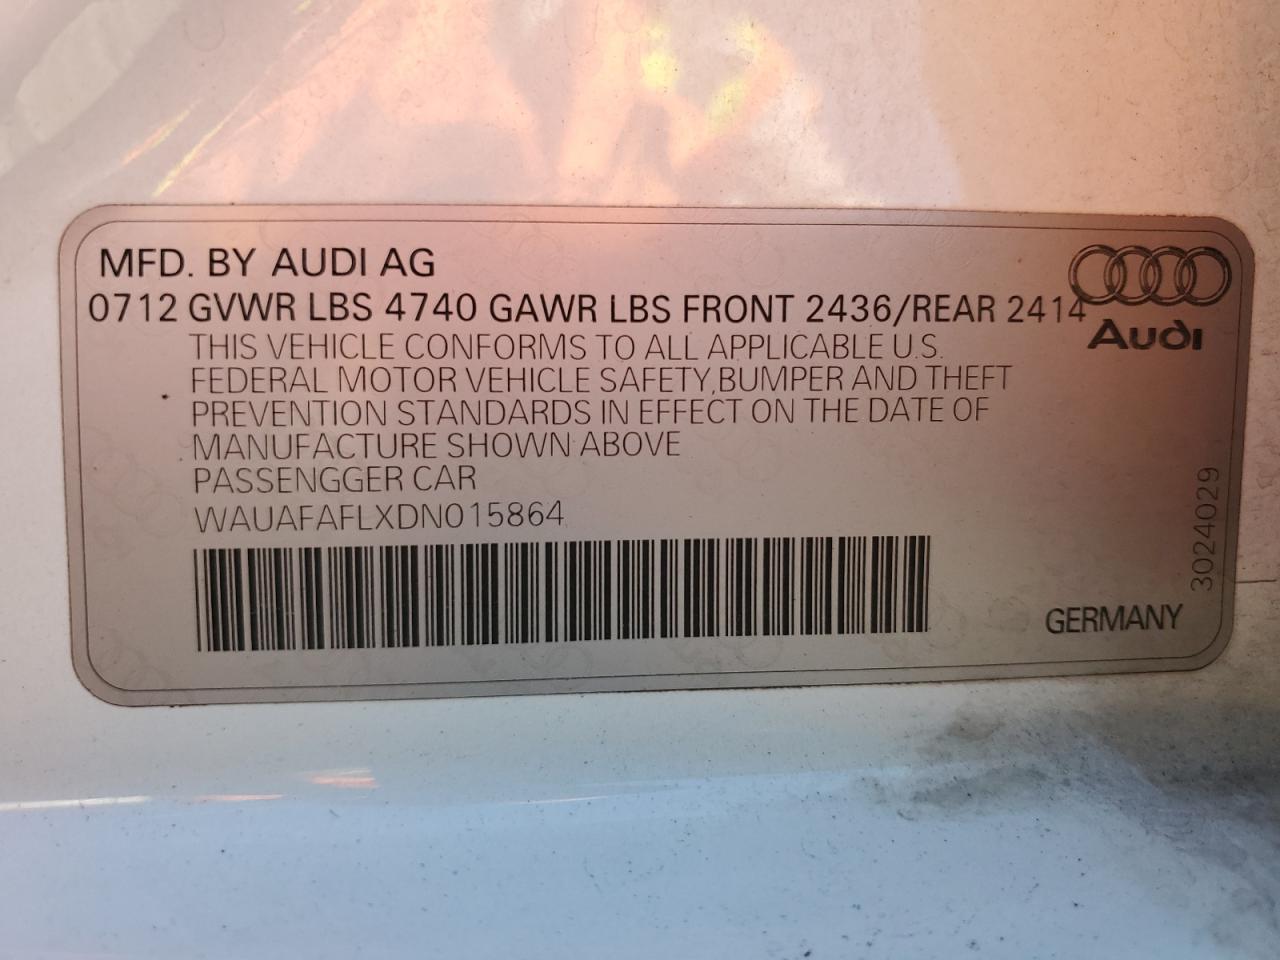 MFD. BY AUDI AG
0712 GVWR LBS 4740 GAWR LBS FRONT 2436/REAR 2414
Audi
THIS VEHICLE CONFORMS TO ALL APPLICABLE U.S.
FEDERAL MOTOR VEHICLE SAFETY,BUMPER AND THEFT
PREVENTION STANDARDS IN EFFECT ON THE DATE OF
MANUFACTURE SHOWN ABOVE
PASSENGGER CAR
WAUAFAFLXDN015864
30244029
GERMANY